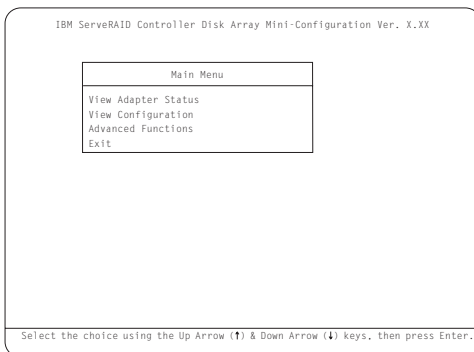 IBM ServeRAID Controller Disk Array Mini-Configuration Ver. X.XX
Main Menu
View Adapter Status
View Configuration
Advanced Functions
Exit
Select the choice using the Up Arrow (↑) & Down Arrow (↓) keys, then press Enter.